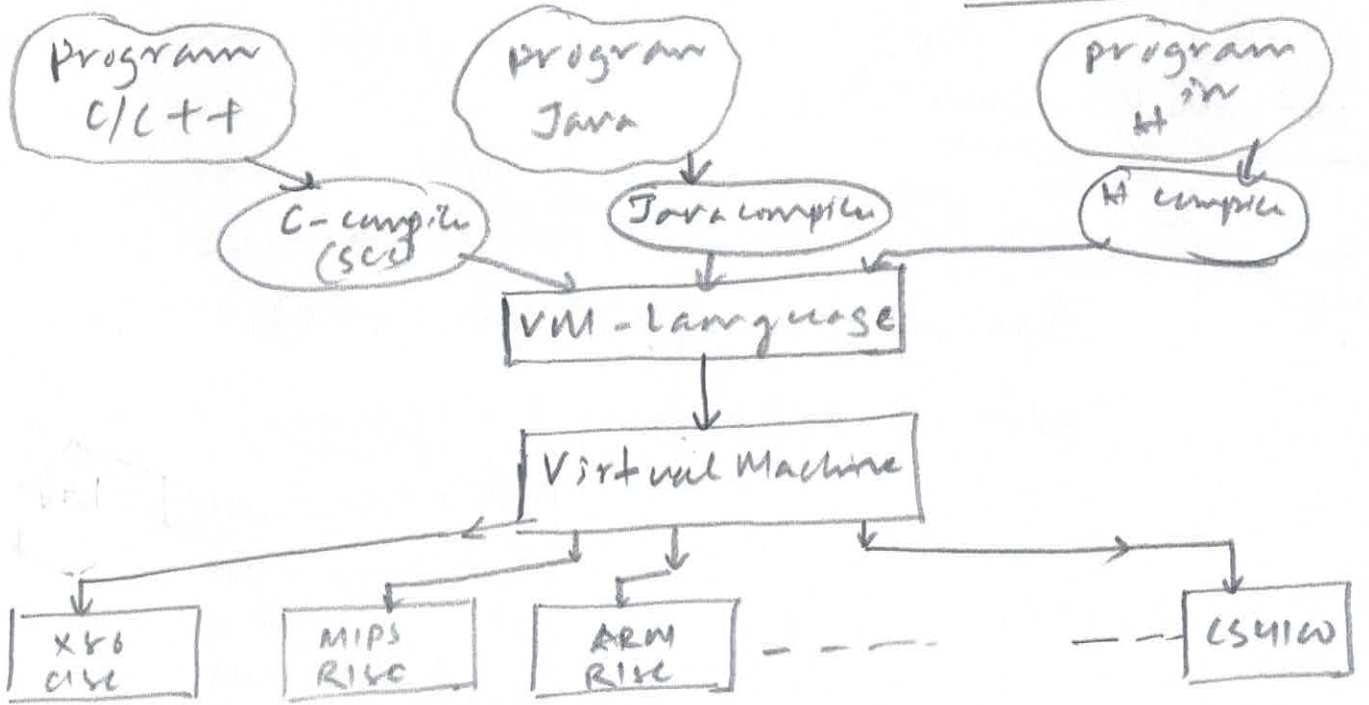 Program
C/C++
program
Java
program
in
H
C-compiler
Java compiler
H compiler
VM-Language
Virtual Machine
X86
CISC
MIPS
RISC
ARM
RISC